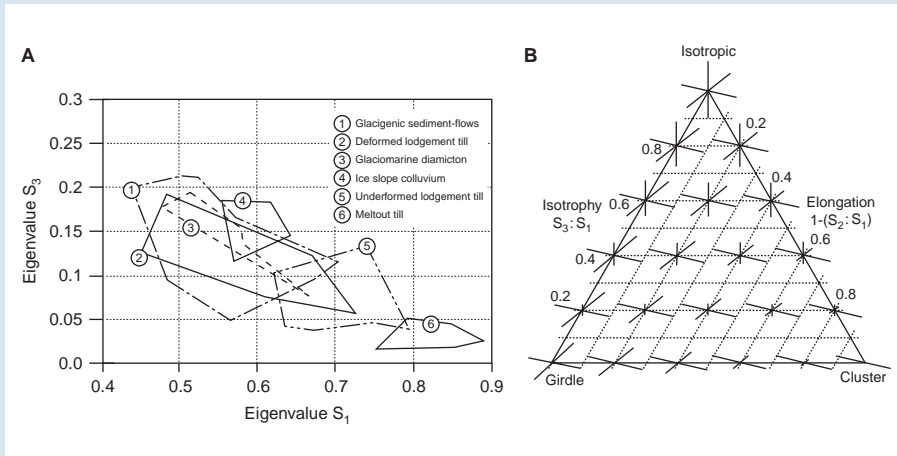 A
Eigenvalue S3
0.3
0.25
0.2
0.15
0.1
0.05
0.0
0.4 0.5 0.6 0.7 0.8 0.9
Eigenvalue S1
1 Glacigenic sediment-flows
2 Deformed lodgement till
3 Glaciomarine diamicton
4 Ice slope colluvium
5 Underformed lodgement till
6 Meltout till
1
2
3
4
5
6
B
Isotropic
0.2
0.8
0.4
Isotrophy
S3:S1
0.6
Elongation
1-(S2:S1)
0.6
0.4
0.2
0.8
Girdle
Cluster